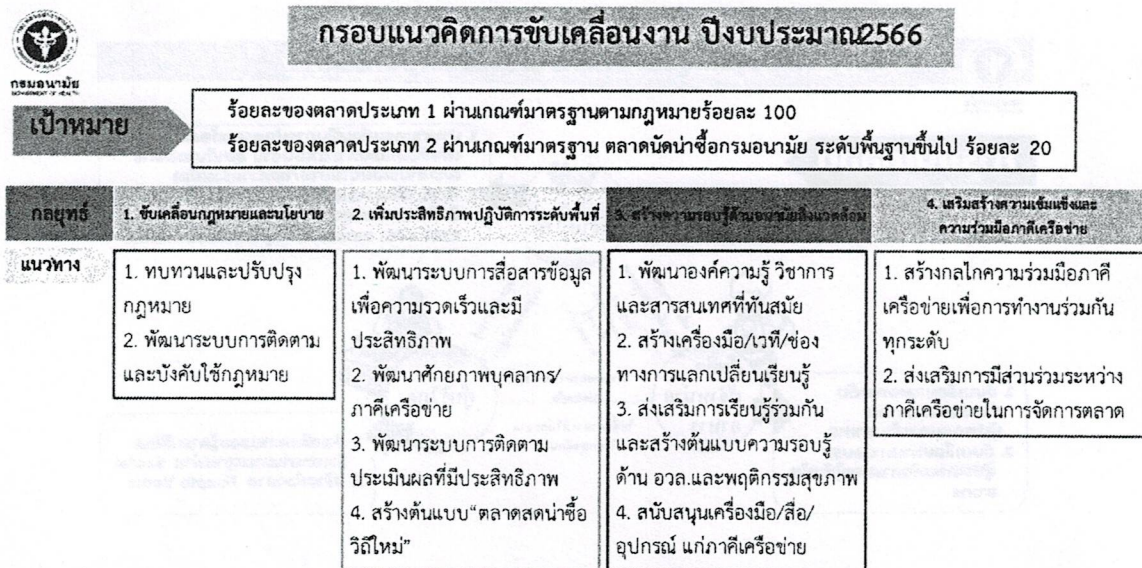 กรอบแนวคิดการขับเคลื่อนงาน ปีงบประมาณ2566
กรมอนามัย
DEPARTMENT OF HEALTH
เป้าหมาย
ร้อยละของตลาดประเภท 1 ผ่านเกณฑ์มาตรฐานตามกฎหมายร้อยละ 100
ร้อยละของตลาดประเภท 2 ผ่านเกณฑ์มาตรฐาน ตลาดนัดน่าซื้อกรมอนามัย ระดับพื้นฐานขึ้นไป ร้อยละ 20
กลยุทธ์
1. ขับเคลื่อนกฎหมายและนโยบาย
2. เพิ่มประสิทธิภาพปฏิบัติการระดับพื้นที่
3. สร้างความรอบรู้ด้านอนามัยสิ่งแวดล้อม
4. เสริมสร้างความเข้มแข็งและ
ความร่วมมือภาคีเครือข่าย
แนวทาง
1. ทบทวนและปรับปรุง
กฎหมาย
2. พัฒนาระบบการติดตาม
และบังคับใช้กฎหมาย
1. พัฒนาระบบการสื่อสารข้อมูล
เพื่อความรวดเร็วและมี
ประสิทธิภาพ
2. พัฒนาศักยภาพบุคลากร/
ภาคีเครือข่าย
3. พัฒนาระบบการติดตาม
ประเมินผลที่มีประสิทธิภาพ
4. สร้างต้นแบบ“ตลาดสดน่าซื้อ
วิถีใหม่”
1. พัฒนาองค์ความรู้ วิชาการ
และสารสนเทศที่ทันสมัย
2. สร้างเครื่องมือ/เวที/ช่อง
ทางการแลกเปลี่ยนเรียนรู้
3. ส่งเสริมการเรียนรู้ร่วมกัน
และสร้างต้นแบบความรอบรู้
ด้าน อวล.และพฤติกรรมสุขภาพ
4. สนับสนุนเครื่องมือ/สื่อ/
อุปกรณ์ แก่ภาคีเครือข่าย
1. สร้างกลไกความร่วมมือภาคี
เครือข่ายเพื่อการทำงานร่วมกัน
ทุกระดับ
2. ส่งเสริมการมีส่วนร่วมระหว่าง
ภาคีเครือข่ายในการจัดการตลาด